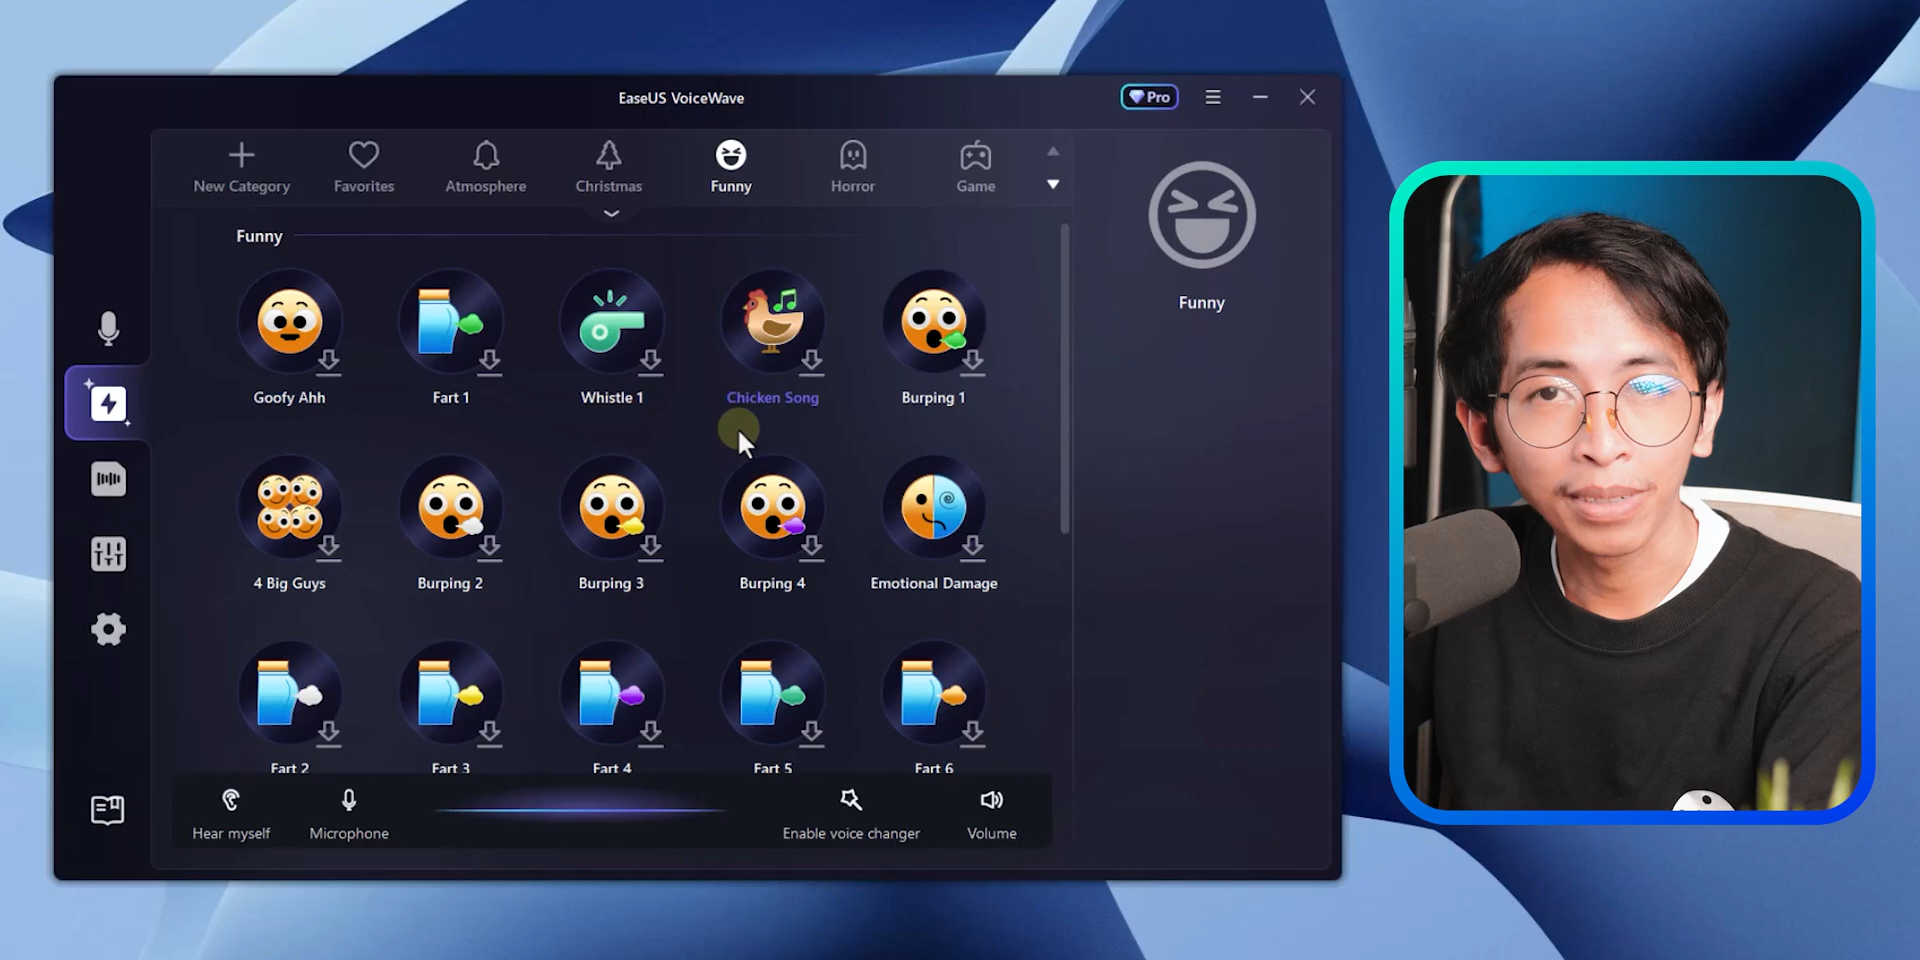 EaseUS VoiceWave
Pro
New Category
Favorites
Atmosphere
Christmas
Funny
Horror
Game
Funny
Funny
Goofy Ahh
Fart 1
Whistle 1
Chicken Song
Burping 1
4 Big Guys
Burping 2
Burping 3
Burping 4
Emotional Damage
Fart 2
Fart 3
Fart 4
Fart 5
Fart 6
Hear myself
Microphone
Enable voice changer
Volume